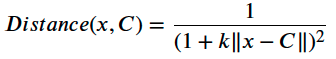 Distance(x, C) = 1 / (1 + k‖x − C‖)²